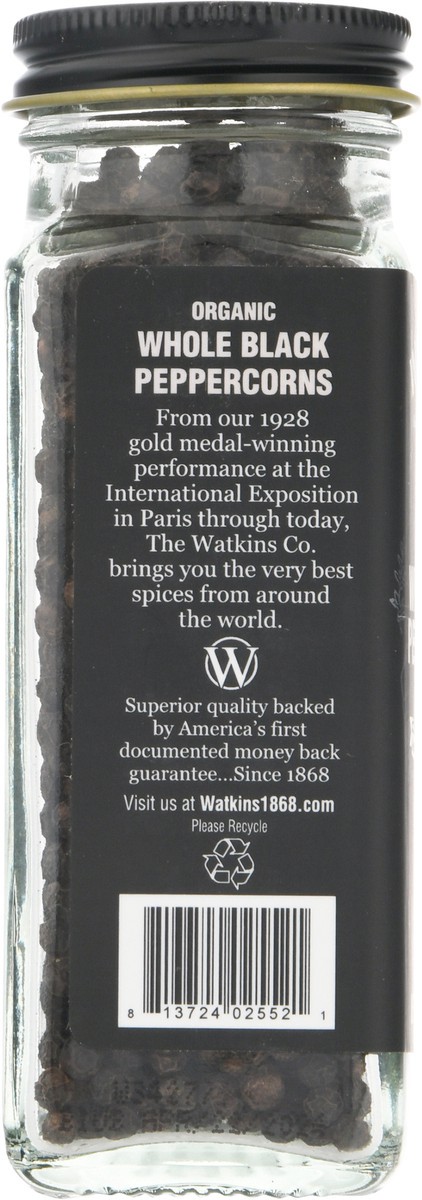 ORGANIC
WHOLE BLACK
PEPPERCORNS
From our 1928
gold medal-winning
performance at the
International Exposition
in Paris through today,
The Watkins Co.
brings you the very best
spices from around
the world.
W
Superior quality backed
by America's first
documented money back
guarantee...Since 1868
Visit us at Watkins1868.com
Please Recycle
8 13724 02552 1